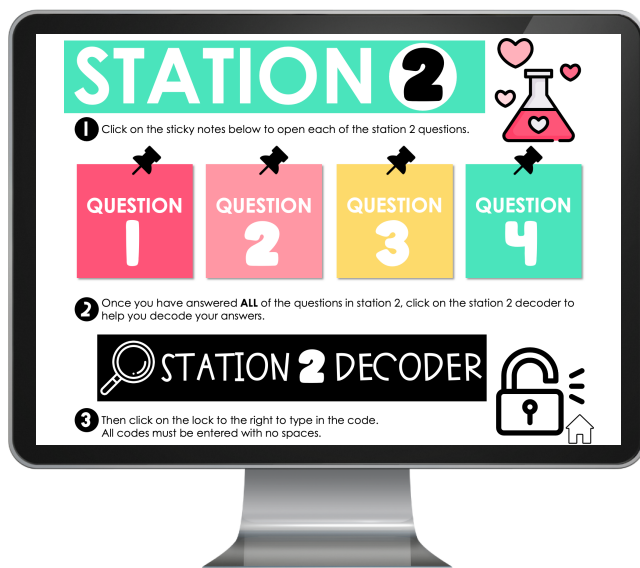 STATION 2
1 Click on the sticky notes below to open each of the station 2 questions.
QUESTION 1
QUESTION 2
QUESTION 3
QUESTION 4
2 Once you have answered ALL of the questions in station 2, click on the station 2 decoder to
help you decode your answers.
STATION 2 DECODER
3 Then click on the lock to the right to type in the code.
All codes must be entered with no spaces.